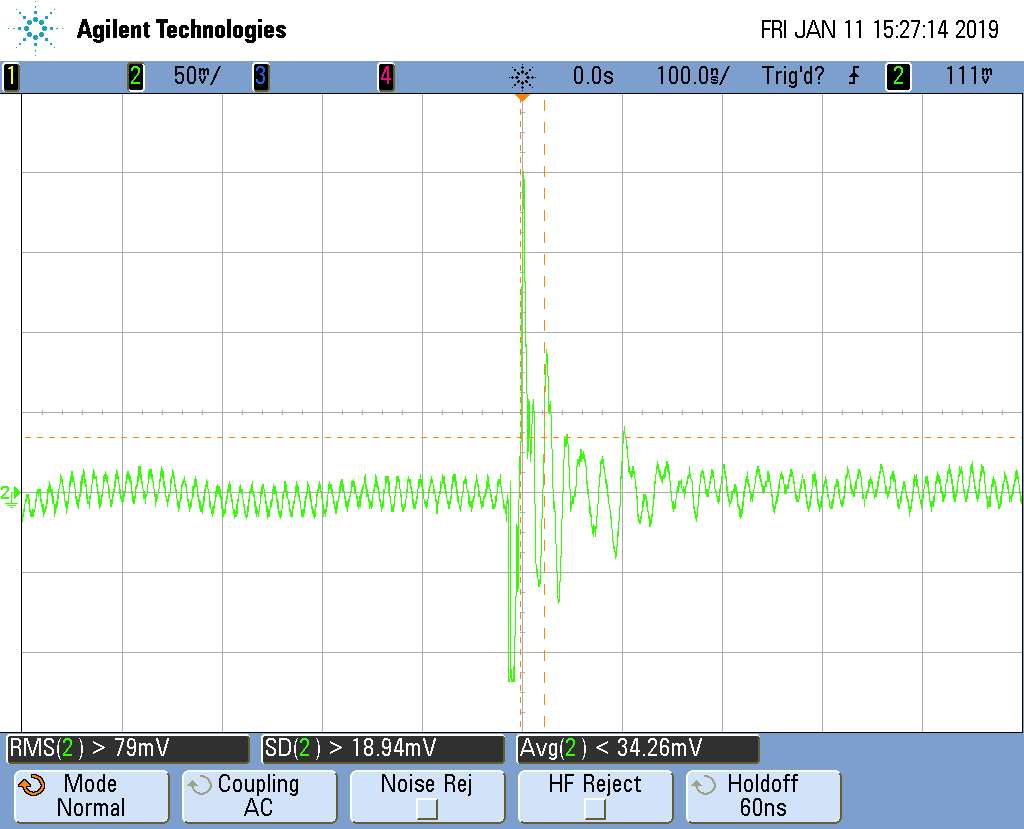 Agilent Technologies
FRI JAN 11 15:27:14 2019
1 2 50mV/ 3 4 0.0s 100.0ns/ Trig'd? 2 111mV
2
RMS(2) > 79mV SD(2) > 18.94mV Avg(2) < 34.26mV
Mode Coupling Noise Rej HF Reject Holdoff
Normal AC 60ns